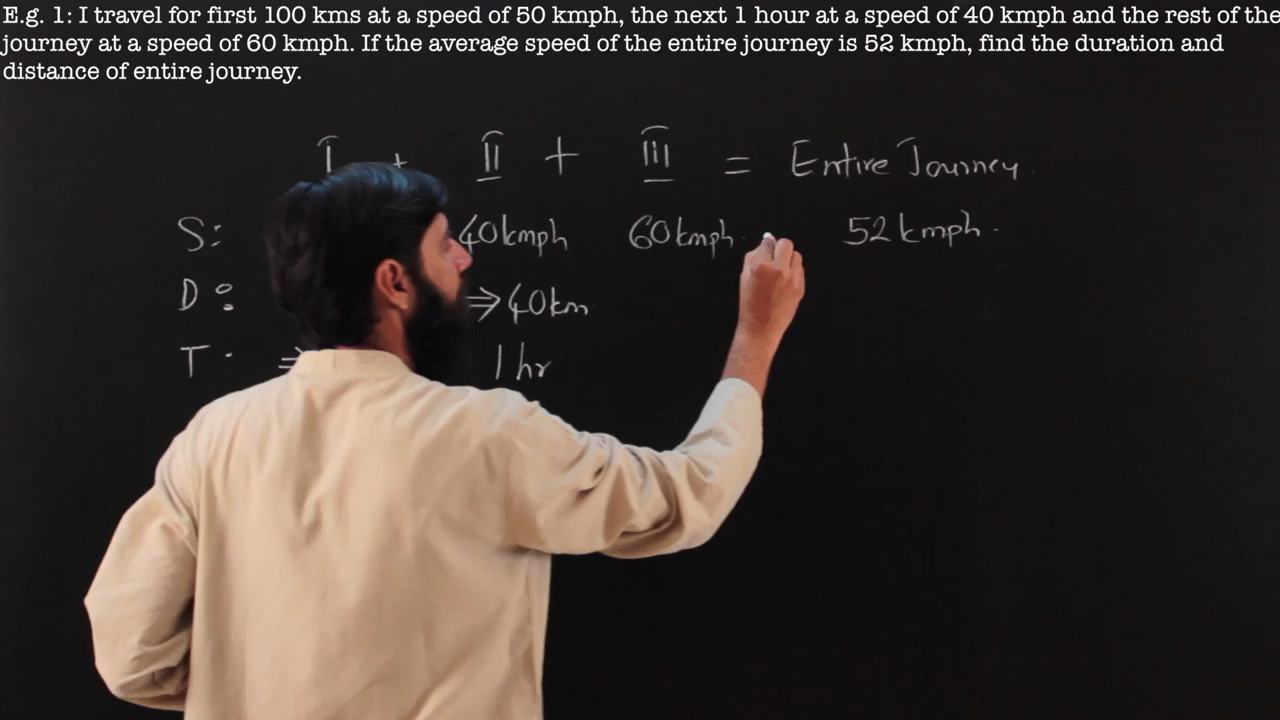 E.g. 1: I travel for first 100 kms at a speed of 50 kmph, the next 1 hour at a speed of 40 kmph and the rest of the
journey at a speed of 60 kmph. If the average speed of the entire journey is 52 kmph, find the duration and
distance of entire journey.
I + II + III = Entire Journey
S: 40kmph 60kmph. 52kmph.
D: ⇒40km
T: ⇒ 1hr